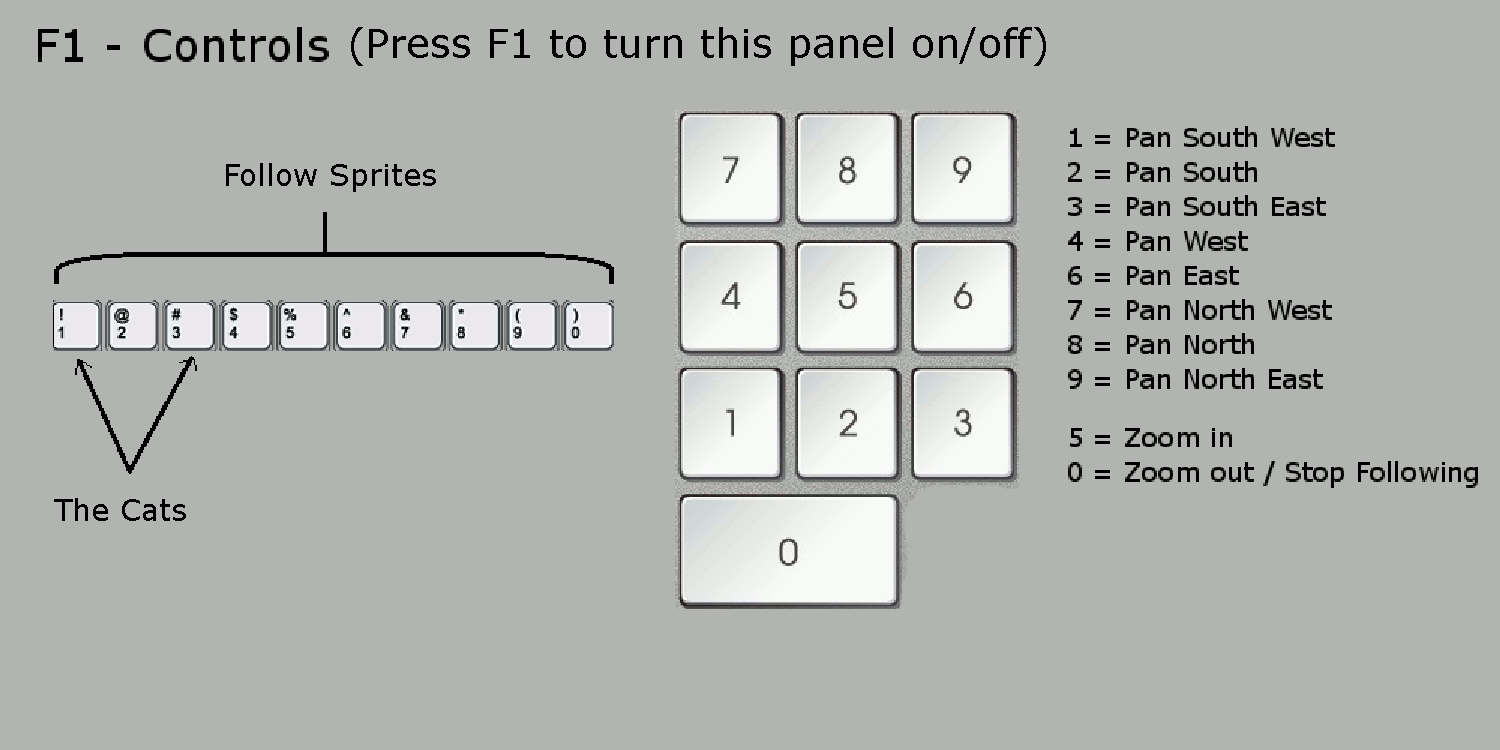 F1 - Controls (Press F1 to turn this panel on/off)
Follow Sprites
! @ # $ % ^ & * ( )
1 2 3 4 5 6 7 8 9 0
The Cats
7 8 9
4 5 6
1 2 3
0
1 = Pan South West
2 = Pan South
3 = Pan South East
4 = Pan West
6 = Pan East
7 = Pan North West
8 = Pan North
9 = Pan North East
5 = Zoom in
0 = Zoom out / Stop Following